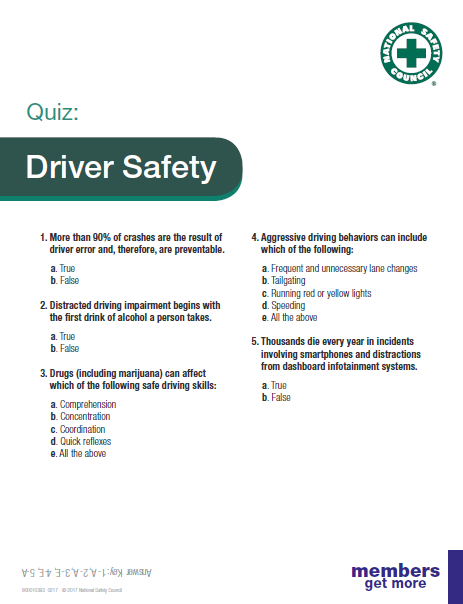 NATIONAL SAFETY COUNCIL
®
Quiz:
Driver Safety
1. More than 90% of crashes are the result of
driver error and, therefore, are preventable.
a. True
b. False
2. Distracted driving impairment begins with
the first drink of alcohol a person takes.
a. True
b. False
3. Drugs (including marijuana) can affect
which of the following safe driving skills:
a. Comprehension
b. Concentration
c. Coordination
d. Quick reflexes
e. All the above
4. Aggressive driving behaviors can include
which of the following:
a. Frequent and unnecessary lane changes
b. Tailgating
c. Running red or yellow lights
d. Speeding
e. All the above
5. Thousands die every year in incidents
involving smartphones and distractions
from dashboard infotainment systems.
a. True
b. False
Answer Key: 1-A, 2-A, 3-E, 4-E, 5-A
0217 © 2017 National Safety Council
members
get more